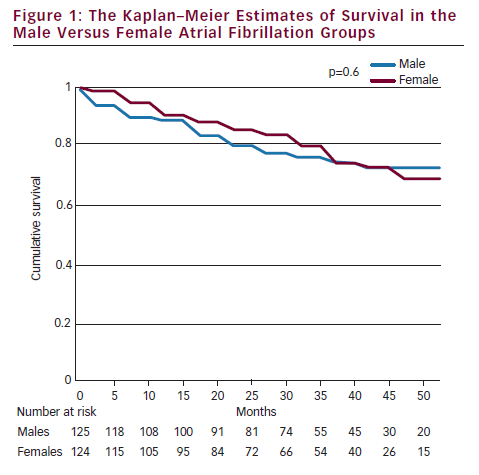 Figure 1: The Kaplan–Meier Estimates of Survival in the
Male Versus Female Atrial Fibrillation Groups
p=0.6
Male
Female
Cumulative survival
1
0.8
0.6
0.4
0.2
0
0 5 10 15 20 25 30 35 40 45 50
Number at risk
Months
Males 125 118 108 100 91 81 74 55 45 30 20
Females 124 115 105 95 84 72 66 54 40 26 15